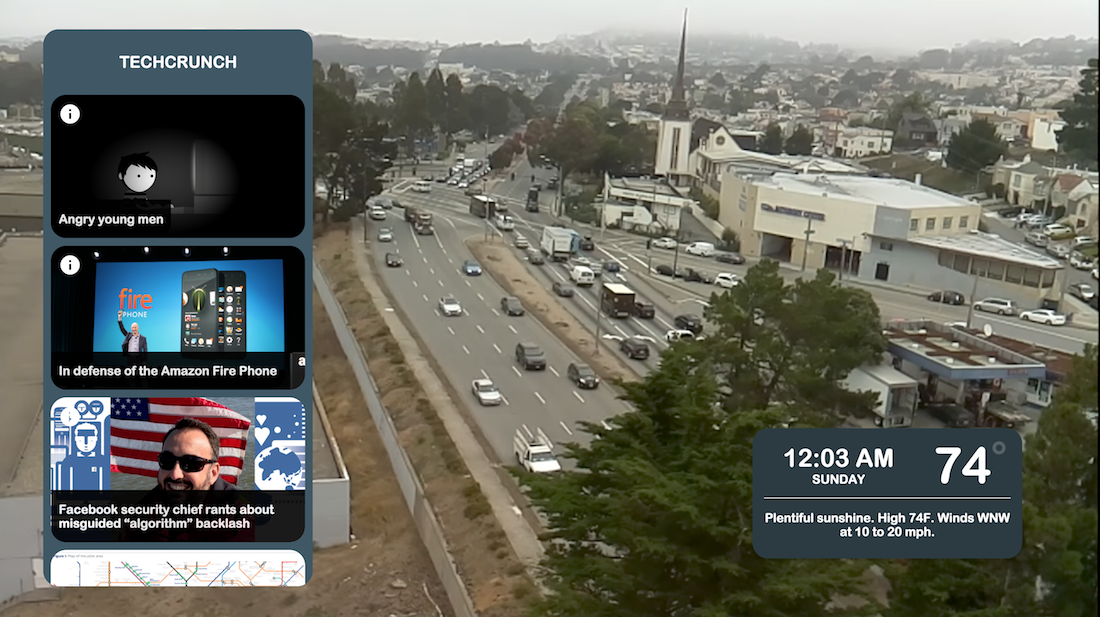 TECHCRUNCH
Angry young men
fire
PHONE
a
In defense of the Amazon Fire Phone
Facebook security chief rants about
misguided “algorithm” backlash
12:03 AM
SUNDAY
74°
Plentiful sunshine. High 74F. Winds WNW
at 10 to 20 mph.